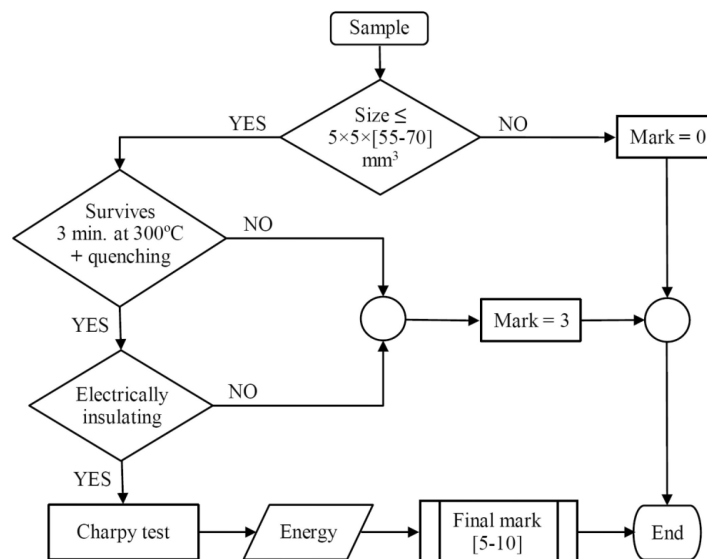 Sample
Size ≤
5×5×[55-70]
mm³
YES
NO
Mark = 0
Survives
3 min. at 300ºC
+ quenching
NO
YES
Mark = 3
Electrically
insulating
NO
YES
Charpy test
Energy
Final mark
[5-10]
End